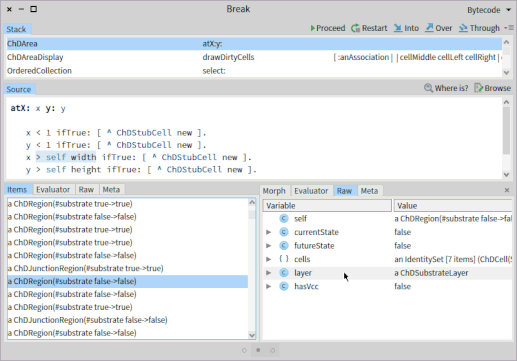 Break
Bytecode
Stack
Proceed Restart Into Over Through
ChDArea atX:y:
ChDAreaDisplay drawDirtyCells [ :anAssociation | | cellMiddle cellLeft cellRight |
OrderedCollection select:
Source
Where is? Browse
atX: x y: y
x < 1 ifTrue: [ ^ ChDStubCell new ].
y < 1 ifTrue: [ ^ ChDStubCell new ].
x > self width ifTrue: [ ^ ChDStubCell new ].
y > self height ifTrue: [ ^ ChDStubCell new ].
Items Evaluator Raw Meta
a ChDRegion(#substrate true->true)
a ChDRegion(#substrate false->false)
a ChDRegion(#substrate true->true)
a ChDRegion(#substrate true->true)
a ChDRegion(#substrate false->false)
a ChDJunctionRegion(#substrate true->true)
a ChDRegion(#substrate false->false)
a ChDRegion(#substrate false->false)
a ChDRegion(#substrate true->true)
a ChDJunctionRegion(#substrate false->false)
a ChDRegion(#substrate false->false)
Morph Evaluator Raw Meta
Variable Value
self a ChDRegion(#substrate false->fal
currentState false
futureState false
cells an IdentitySet [7 items] (ChDCell(
layer a ChDSubstrateLayer
hasVcc false